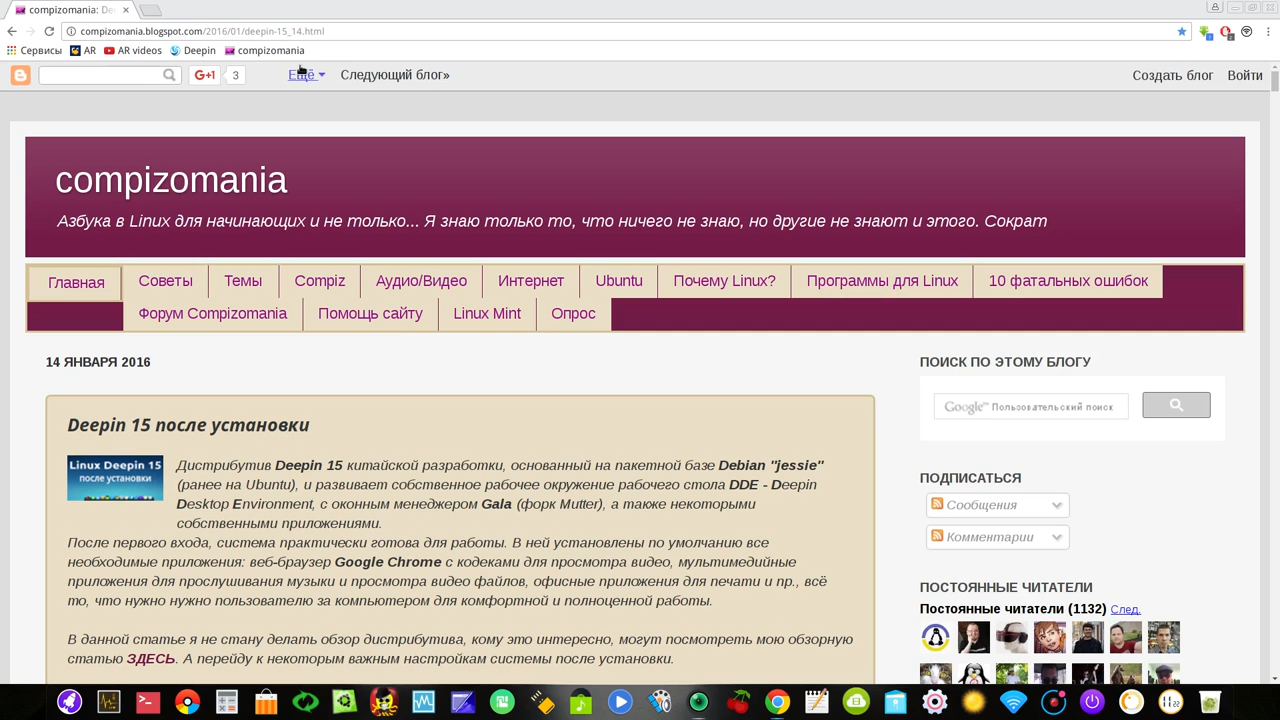 compizomania: Dee
compizomania.blogspot.com/2016/01/deepin-15_14.html
Сервисы AR AR videos Deepin compizomania
G+1 3 Ещё Следующий блог» Создать блог Войти
compizomania
Азбука в Linux для начинающих и не только... Я знаю только то, что ничего не знаю, но другие не знают и этого. Сократ
Главная Советы Темы Compiz Аудио/Видео Интернет Ubuntu Почему Linux? Программы для Linux 10 фатальных ошибок
Форум Compizomania Помощь сайту Linux Mint Опрос
14 ЯНВАРЯ 2016
Deepin 15 после установки
Linux Deepin 15
после установки
Дистрибутив Deepin 15 китайской разработки, основанный на пакетной базе Debian "jessie"
(ранее на Ubuntu), и развивает собственное рабочее окружение рабочего стола DDE - Deepin
Desktop Environment, с оконным менеджером Gala (форк Mutter), а также некоторыми
собственными приложениями.
После первого входа, система практически готова для работы. В ней установлены по умолчанию все
необходимые приложения: веб-браузер Google Chrome с кодеками для просмотра видео, мультимедийные
приложения для прослушивания музыки и просмотра видео файлов, офисные приложения для печати и пр., всё
то, что нужно нужно пользователю за компьютером для комфортной и полноценной работы.
В данной статье я не стану делать обзор дистрибутива, кому это интересно, могут посмотреть мою обзорную
статью ЗДЕСЬ. А перейду к некоторым важным настройкам системы после установки.
ПОИСК ПО ЭТОМУ БЛОГУ
Google™ Пользовательский поиск
ПОДПИСАТЬСЯ
Сообщения
Комментарии
ПОСТОЯННЫЕ ЧИТАТЕЛИ
Постоянные читатели (1132) След.